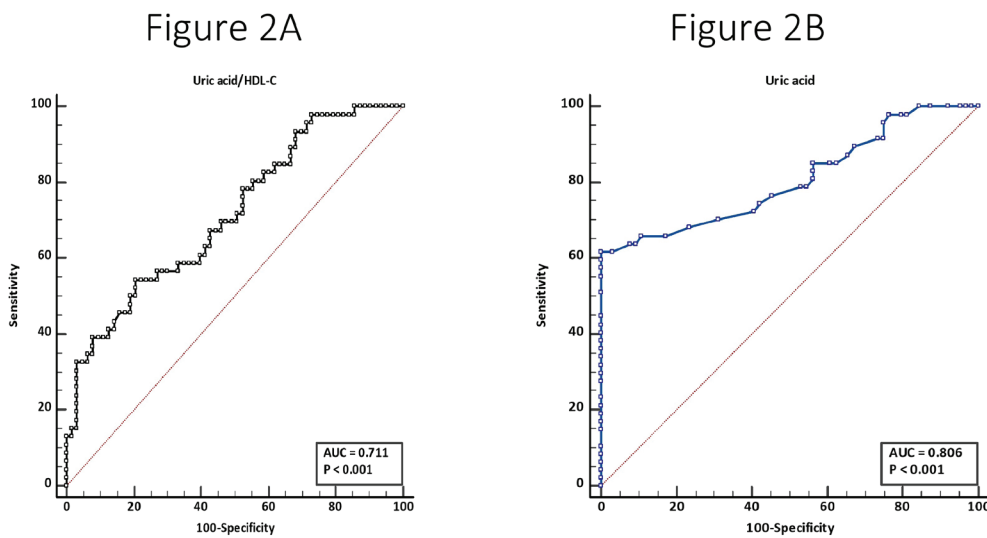 Figure 2A
Uric acid/HDL-C
100
80
60
40
20
0
Sensitivity
AUC = 0.711
P < 0.001
0 20 40 60 80 100
100-Specificity
Figure 2B
Uric acid
100
80
60
40
20
0
Sensitivity
AUC = 0.806
P < 0.001
0 20 40 60 80 100
100-Specificity